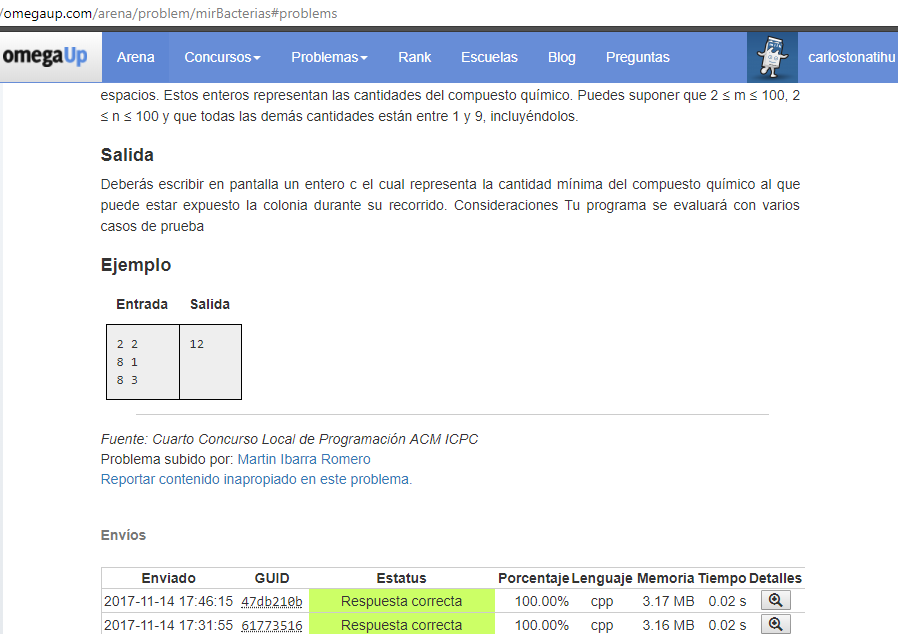 /omegaup.com/arena/problem/mirBacterias#problems
omegaUp Arena Concursos Problemas Rank Escuelas Blog Preguntas carlostonatihu
espacios. Estos enteros representan las cantidades del compuesto químico. Puedes suponer que 2 ≤ m ≤ 100, 2
≤ n ≤ 100 y que todas las demás cantidades están entre 1 y 9, incluyéndolos.
Salida
Deberás escribir en pantalla un entero c el cual representa la cantidad mínima del compuesto químico al que
puede estar expuesto la colonia durante su recorrido. Consideraciones Tu programa se evaluará con varios
casos de prueba
Ejemplo
Entrada Salida
2 2 12
8 1
8 3
Fuente: Cuarto Concurso Local de Programación ACM ICPC
Problema subido por: Martin Ibarra Romero
Reportar contenido inapropiado en este problema.
Envíos
Enviado GUID Estatus Porcentaje Lenguaje Memoria Tiempo Detalles
2017-11-14 17:46:15 47db210b Respuesta correcta 100.00% cpp 3.17 MB 0.02 s
2017-11-14 17:31:55 61773516 Respuesta correcta 100.00% cpp 3.16 MB 0.02 s